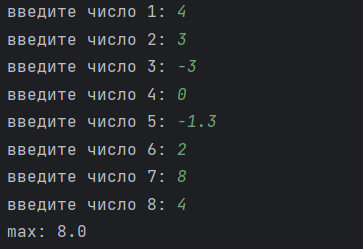 введите число 1: 4
введите число 2: 3
введите число 3: -3
введите число 4: 0
введите число 5: -1.3
введите число 6: 2
введите число 7: 8
введите число 8: 4
max: 8.0